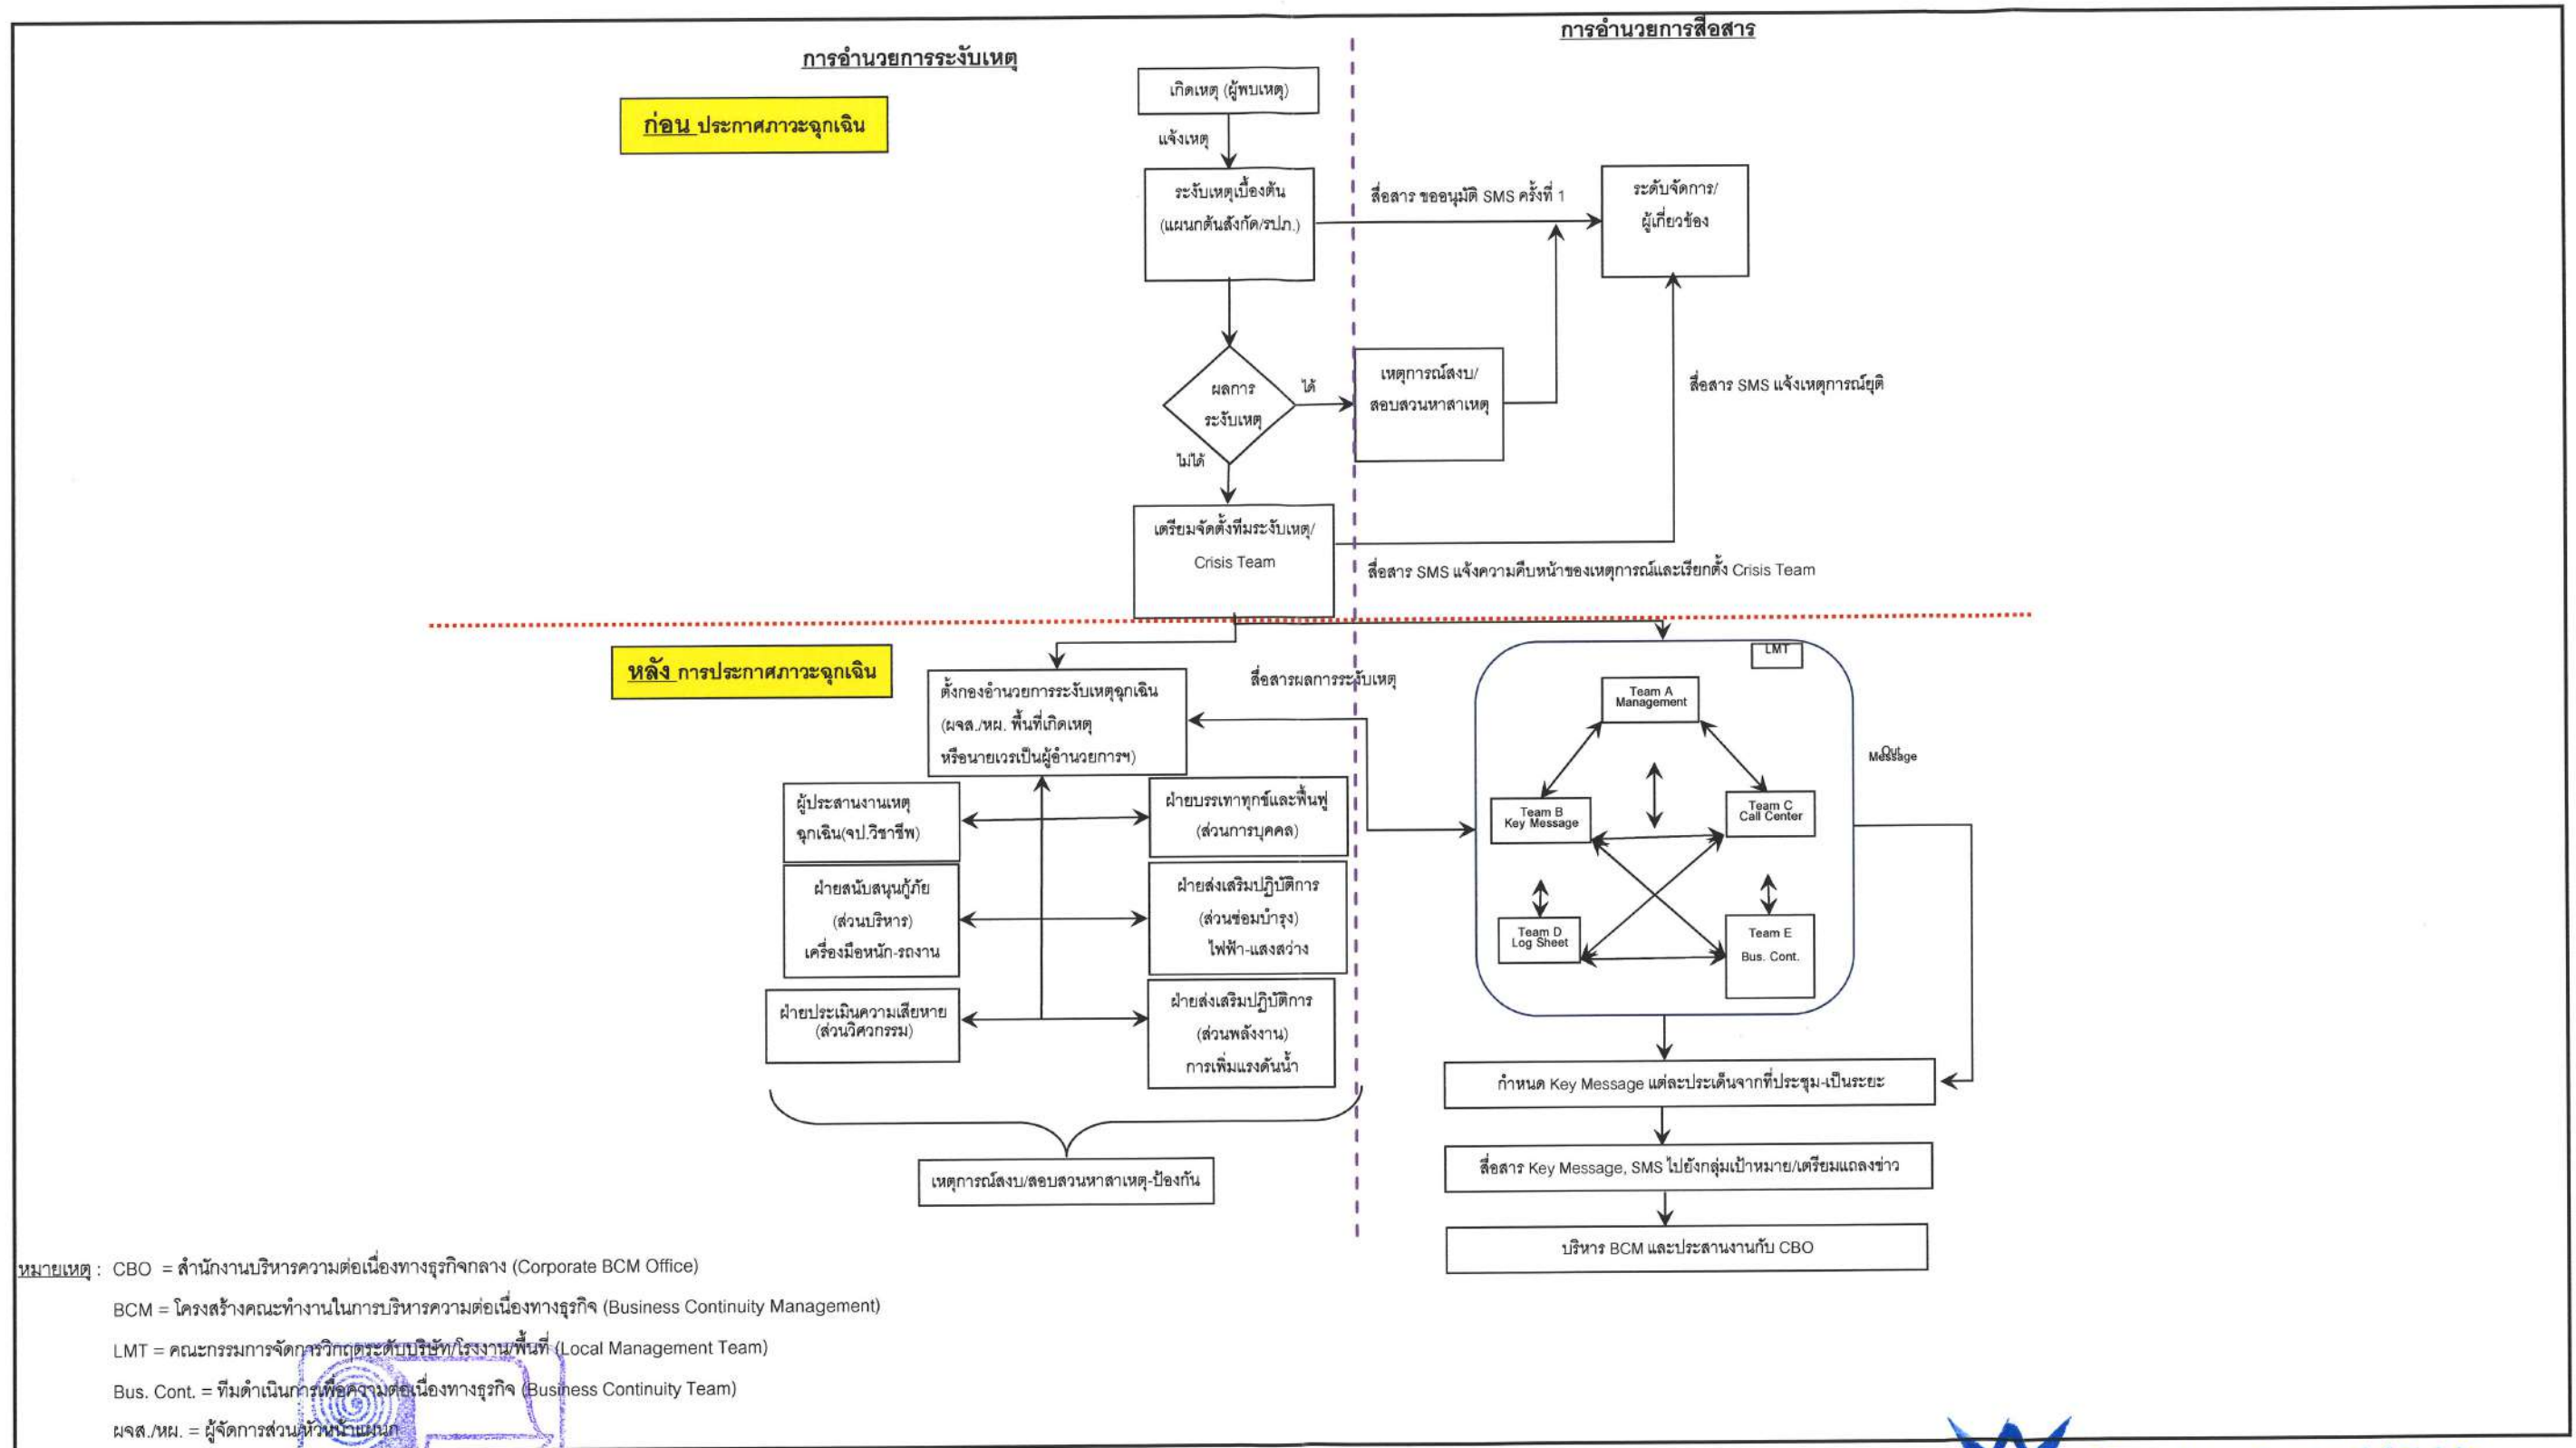 การอำนวยการระงับเหตุ
การอำนวยการสื่อสาร
ก่อน ประกาศภาวะฉุกเฉิน
เกิดเหตุ (ผู้พบเหตุ)
แจ้งเหตุ
ระงับเหตุเบื้องต้น
(แผนกต้นสังกัด/รปภ.)
สื่อสาร ขออนุมัติ SMS ครั้งที่ 1
ระดับจัดการ/
ผู้เกี่ยวข้อง
ผลการ
ระงับเหตุ
ได้
ไม่ได้
เหตุการณ์สงบ/
สอบสวนหาสาเหตุ
สื่อสาร SMS แจ้งเหตุการณ์ยุติ
เตรียมจัดตั้งทีมระงับเหตุ/
Crisis Team
สื่อสาร SMS แจ้งความคืบหน้าของเหตุการณ์และเรียกตั้ง Crisis Team
หลัง การประกาศภาวะฉุกเฉิน
ตั้งกองอำนวยการระงับเหตุฉุกเฉิน
(ผจส./หผ. พื้นที่เกิดเหตุ
หรือนายเวรเป็นผู้อำนวยการฯ)
สื่อสารผลการระงับเหตุ
ผู้ประสานงานเหตุ
ฉุกเฉิน(จป.วิชาชีพ)
ฝ่ายบรรเทาทุกข์และฟื้นฟู
(ส่วนการบุคคล)
ฝ่ายสนับสนุนกู้ภัย
(ส่วนบริหาร)
เครื่องมือหนัก-รถงาน
ฝ่ายส่งเสริมปฏิบัติการ
(ส่วนซ่อมบำรุง)
ไฟฟ้า-แสงสว่าง
ฝ่ายประเมินความเสียหาย
(ส่วนวิศวกรรม)
ฝ่ายส่งเสริมปฏิบัติการ
(ส่วนพลังงาน)
การเพิ่มแรงดันน้ำ
เหตุการณ์สงบ/สอบสวนหาสาเหตุ-ป้องกัน
LMT
Team A
Management
Team B
Key Message
Team C
Call Center
Team D
Log Sheet
Team E
Bus. Cont.
Out
Message
กำหนด Key Message แต่ละประเด็นจากที่ประชุม-เป็นระยะ
สื่อสาร Key Message, SMS ไปยังกลุ่มเป้าหมาย/เตรียมแถลงข่าว
บริหาร BCM และประสานงานกับ CBO
หมายเหตุ : CBO = สำนักงานบริหารความต่อเนื่องทางธุรกิจกลาง (Corporate BCM Office)
BCM = โครงสร้างคณะทำงานในการบริหารความต่อเนื่องทางธุรกิจ (Business Continuity Management)
LMT = คณะกรรมการจัดการวิกฤตระดับบริษัท/โรงงาน/พื้นที่ (Local Management Team)
Bus. Cont. = ทีมดำเนินการเพื่อความต่อเนื่องทางธุรกิจ (Business Continuity Team)
ผจส./หผ. = ผู้จัดการส่วน/หัวหน้าแผนก